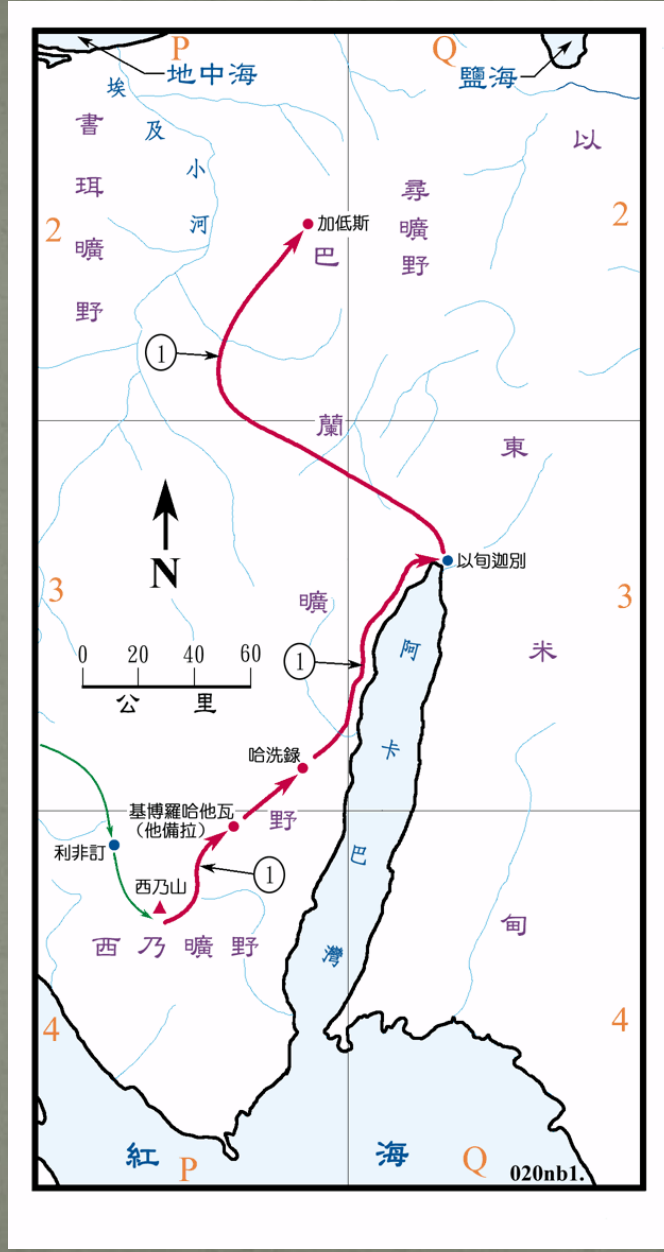 P
Q
地中海
鹽海
埃及小河
書珥曠野
以東
尋曠野
2
2
加低斯
巴蘭曠野
1
米甸
N
3
3
以旬迦別
0 20 40 60
公里
1
阿卡巴灣
哈洗錄
基博羅哈他瓦
（他備拉）
利非訂
西乃山
1
西乃曠野
4
4
紅海
P
Q
020nb1.